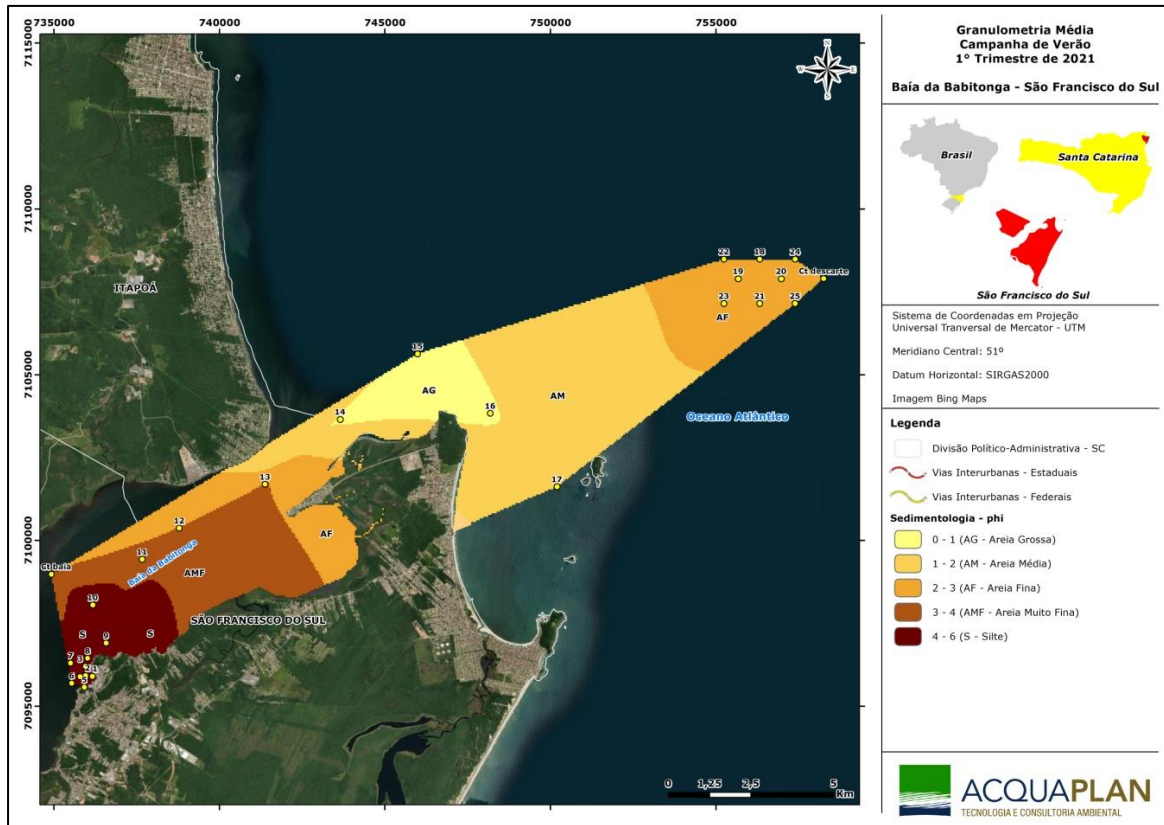 735000
740000
745000
750000
755000
7115000
7110000
7105000
7100000
7095000
N
W
E
S
22
18
24
19
20
Ct descarte
23
21
25
AF
ITAPOÁ
15
AG
14
16
AM
Oceano Atlântico
13
17
12
AF
11
Ct baía
Baía da Babitonga
AMF
10
SÃO FRANCISCO DO SUL
S
9
S
8
7
3
2
1
6
5
0
1,25
2,5
5
Km
Granulometria Média
Campanha de Verão
1° Trimestre de 2021
Baía da Babitonga - São Francisco do Sul
Brasil
Santa Catarina
São Francisco do Sul
Sistema de Coordenadas em Projeção
Universal Tranversal de Mercator - UTM
Meridiano Central: 51º
Datum Horizontal: SIRGAS2000
Imagem Bing Maps
Legenda
Divisão Político-Administrativa - SC
Vias Interurbanas - Estaduais
Vias Interurbanas - Federais
Sedimentologia - phi
0 - 1 (AG - Areia Grossa)
1 - 2 (AM - Areia Média)
2 - 3 (AF - Areia Fina)
3 - 4 (AMF - Areia Muito Fina)
4 - 6 (S - Silte)
ACQUAPLAN
TECNOLOGIA E CONSULTORIA AMBIENTAL